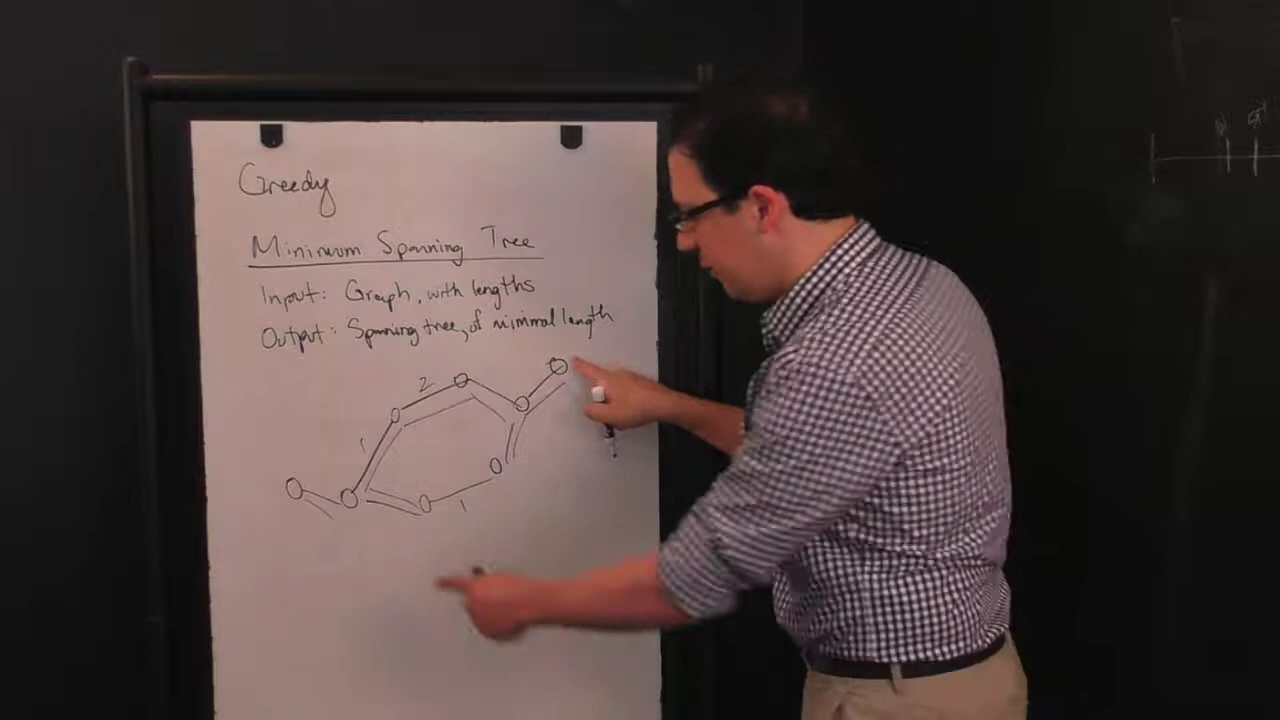 Greedy
Minimum Spanning Tree
Input: Graph, with lengths
Output: Spanning tree, of minimal length
2
1
1